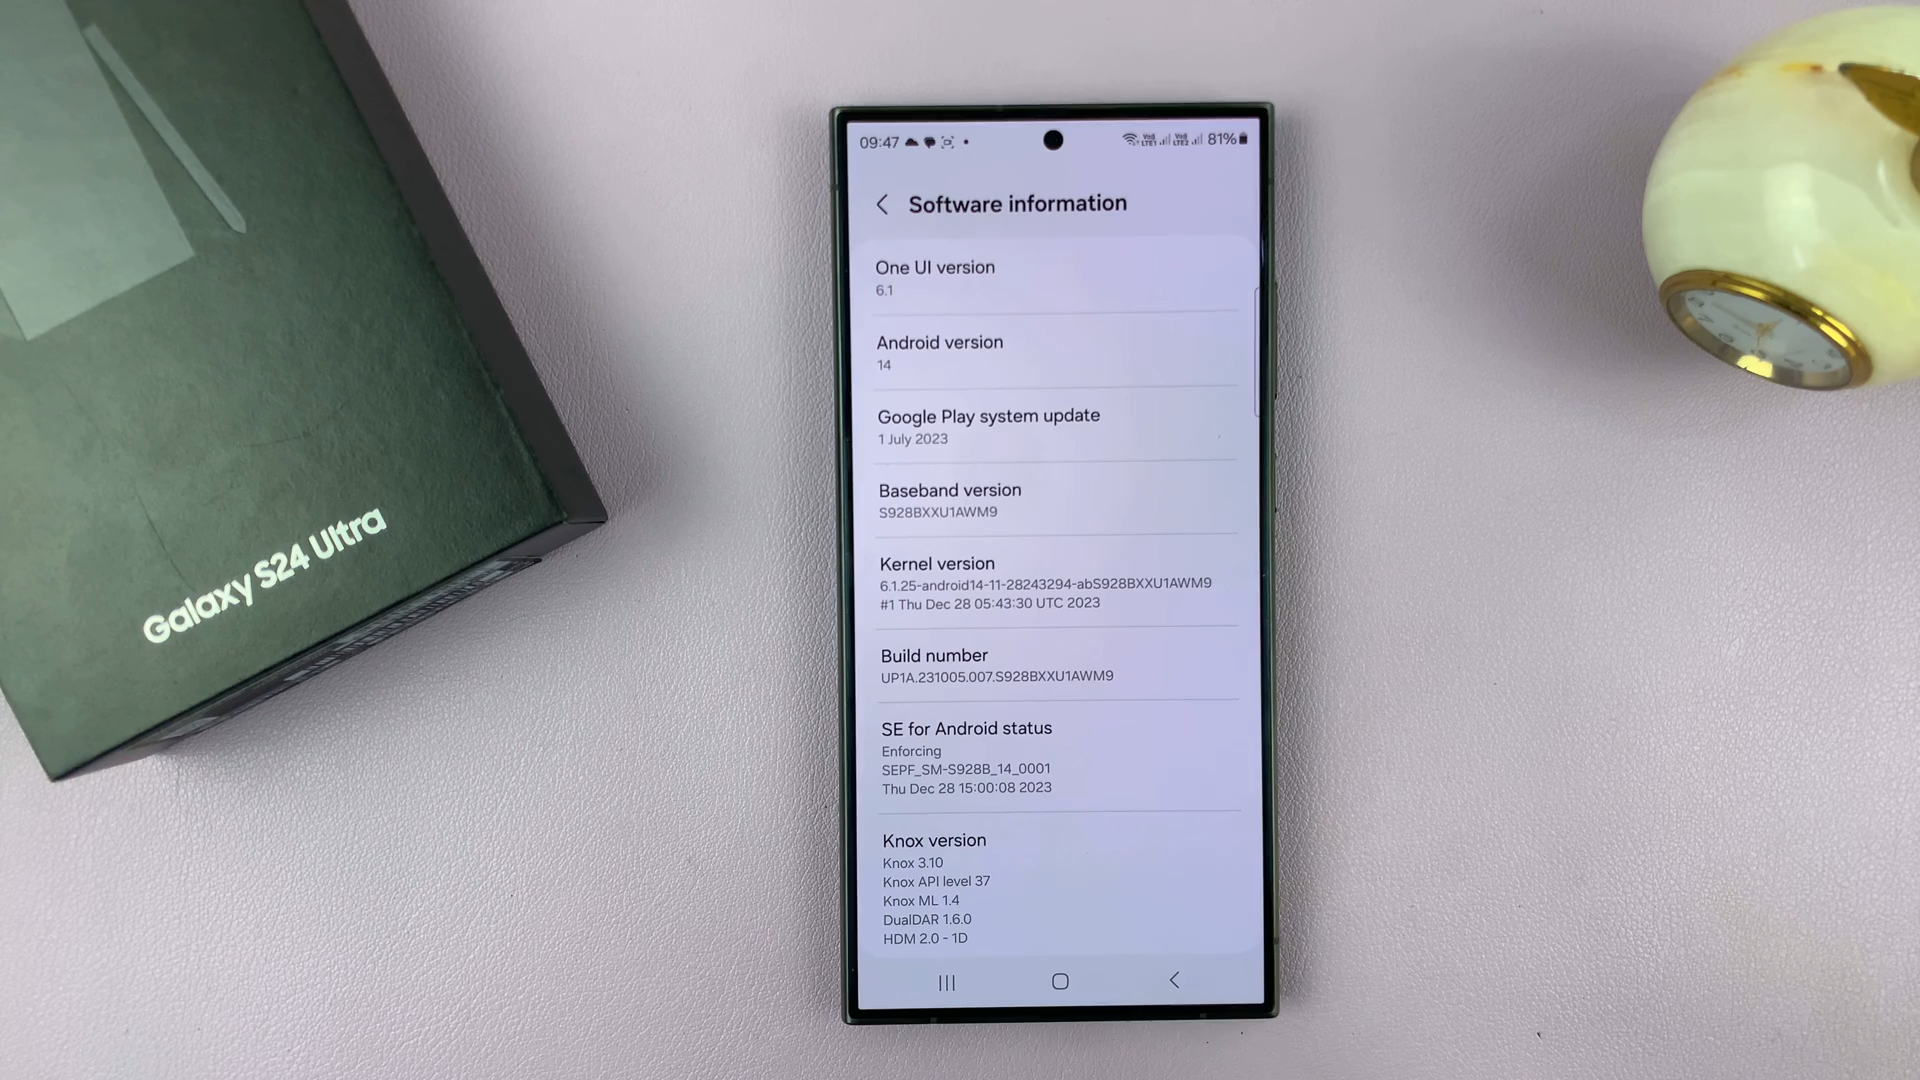 Galaxy S24 Ultra
09:47
81%
Software information
One UI version
6.1
Android version
14
Google Play system update
1 July 2023
Baseband version
S928BXXU1AWM9
Kernel version
6.1.25-android14-11-28243294-abS928BXXU1AWM9
#1 Thu Dec 28 05:43:30 UTC 2023
Build number
UP1A.231005.007.S928BXXU1AWM9
SE for Android status
Enforcing
SEPF_SM-S928B_14_0001
Thu Dec 28 15:00:08 2023
Knox version
Knox 3.10
Knox API level 37
Knox ML 1.4
DualDAR 1.6.0
HDM 2.0 - 1D